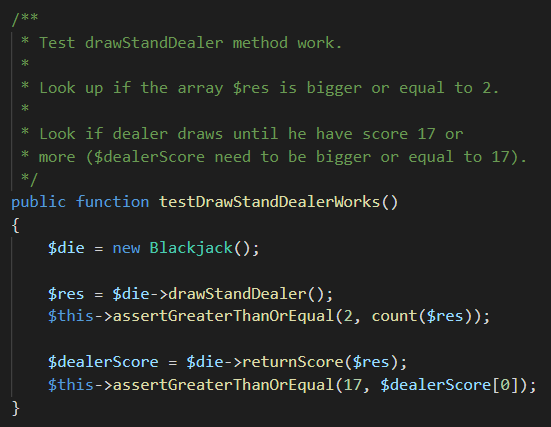 /**
 * Test drawStandDealer method work.
 *
 * Look up if the array $res is bigger or equal to 2.
 *
 * Look if dealer draws until he have score 17 or
 * more ($dealerScore need to be bigger or equal to 17).
 */
public function testDrawStandDealerWorks()
{
    $die = new Blackjack();

    $res = $die->drawStandDealer();
    $this->assertGreaterThanOrEqual(2, count($res));

    $dealerScore = $die->returnScore($res);
    $this->assertGreaterThanOrEqual(17, $dealerScore[0]);
}